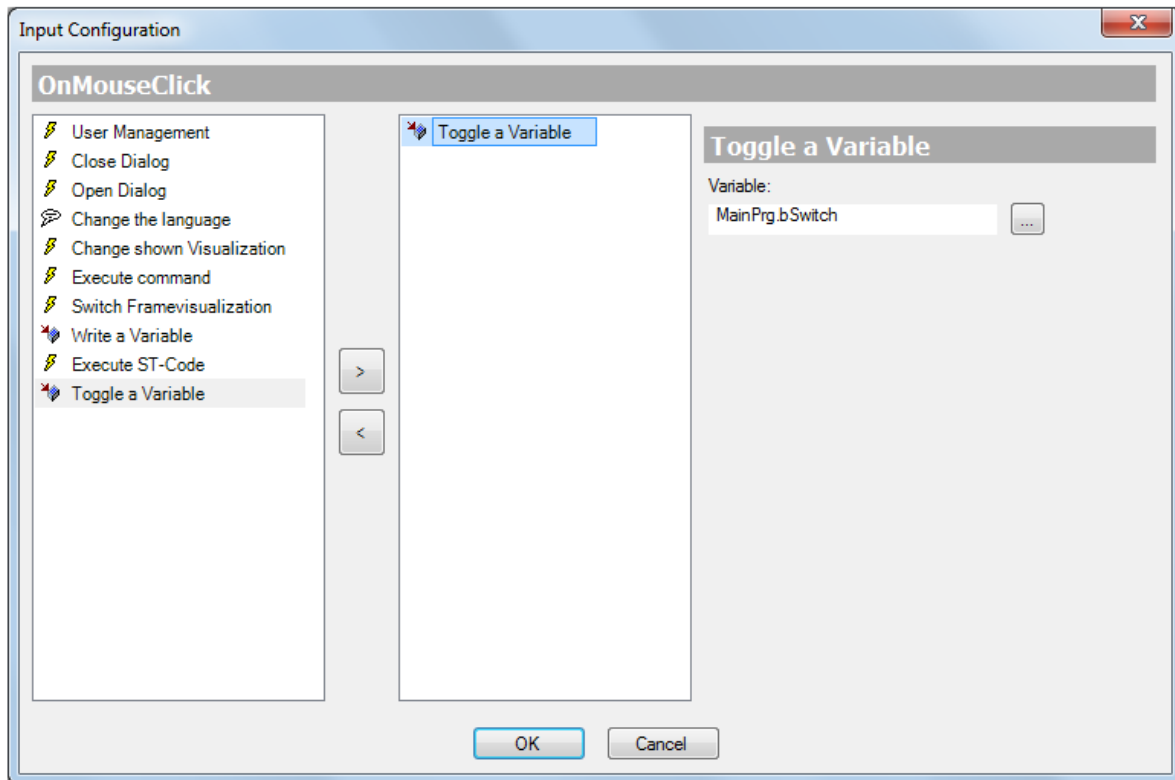 Input Configuration
X
OnMouseClick
User Management
Close Dialog
Open Dialog
Change the language
Change shown Visualization
Execute command
Switch Framevisualization
Write a Variable
Execute ST-Code
Toggle a Variable
>
<
Toggle a Variable
Toggle a Variable
Variable:
MainPrg.bSwitch
...
OK
Cancel